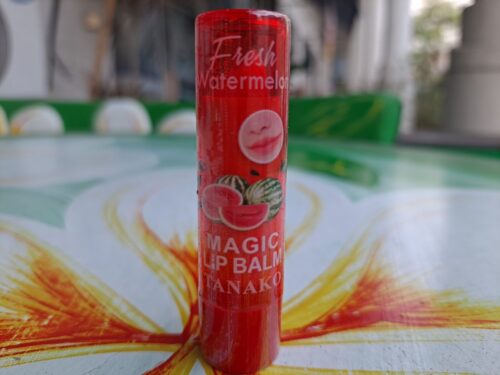 Fresh
Watermelon
MAGIC
LIP BALM
TANAKO